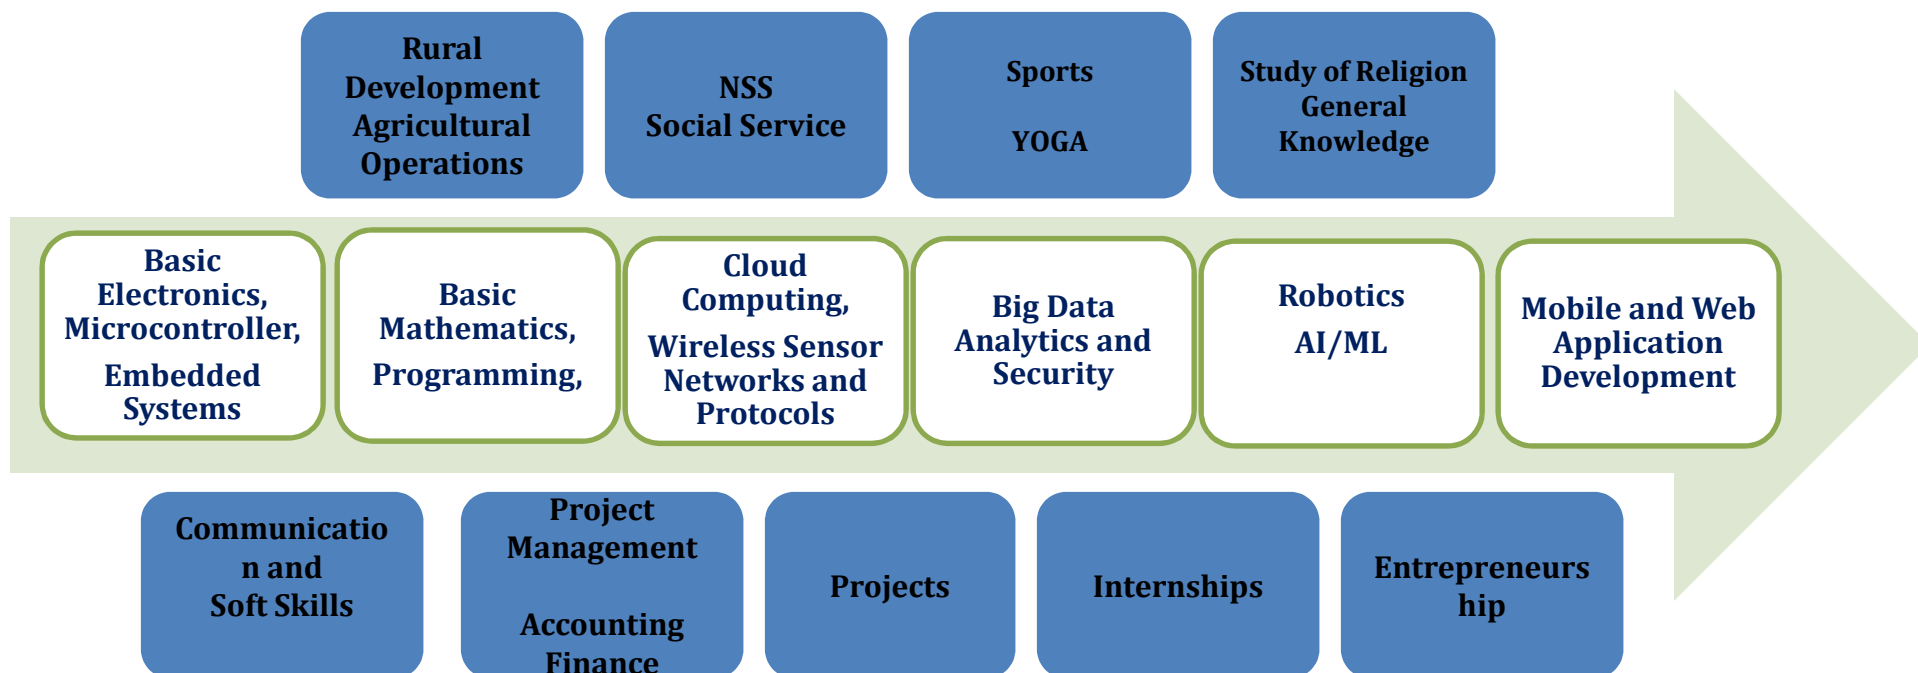 Rural
Development
Agricultural
Operations
NSS
Social Service
Sports
YOGA
Study of Religion
General
Knowledge
Basic
Electronics,
Microcontroller,
Embedded
Systems
Basic
Mathematics,
Programming,
Cloud
Computing,
Wireless Sensor
Networks and
Protocols
Big Data
Analytics and
Security
Robotics
AI/ML
Mobile and Web
Application
Development
Communicatio
n and
Soft Skills
Project
Management
Accounting
Finance
Projects
Internships
Entrepreneurs
hip